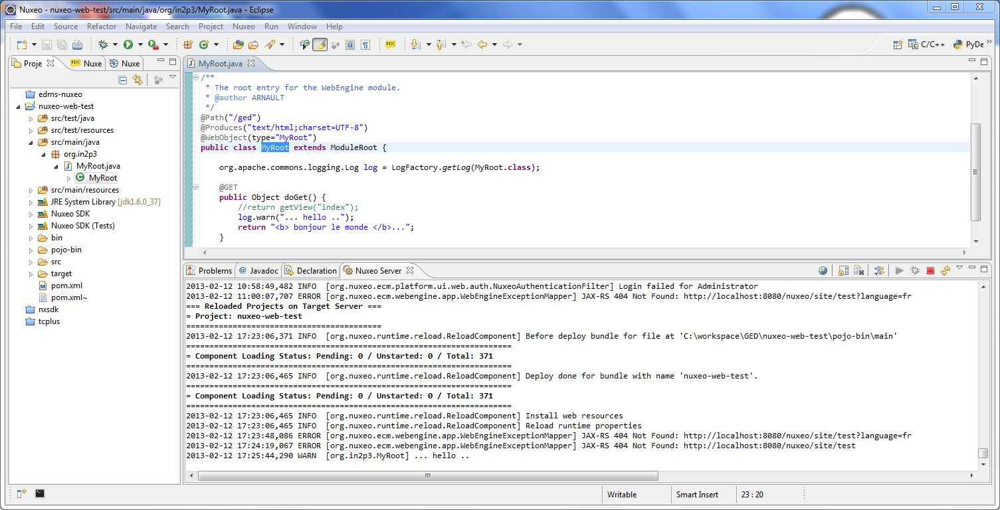 Nuxeo - nuxeo-web-test/src/main/java/org/in2p3/MyRoot.java - Eclipse
File Edit Source Refactor Navigate Search Project Nuxeo Run Window Help
NX
C/C++ PyDe »
Proje NX Nuxe Nuxe
MyRoot.java
edms-nuxeo
nuxeo-web-test
src/test/java
src/test/resources
src/main/java
org.in2p3
MyRoot.java
MyRoot
src/main/resources
JRE System Library [jdk1.6.0_37]
Nuxeo SDK
Nuxeo SDK (Tests)
bin
pojo-bin
src
target
pom.xml
pom.xml~
nxsdk
tcplus
/**
* The root entry for the WebEngine module.
* @author ARNAULT
*/
@Path("/ged")
@Produces("text/html;charset=UTF-8")
@WebObject(type="MyRoot")
public class MyRoot extends ModuleRoot {
org.apache.commons.logging.Log log = LogFactory.getLog(MyRoot.class);
@GET
public Object doGet() {
//return getView("index");
log.warn("... hello ..");
return "<b> bonjour le monde </b>...";
}
Problems @ Javadoc Declaration Nuxeo Server
2013-02-12 10:58:49,482 INFO [org.nuxeo.ecm.platform.ui.web.auth.NuxeoAuthenticationFilter] Login failed for Administrator
2013-02-12 11:00:07,707 ERROR [org.nuxeo.ecm.webengine.app.WebEngineExceptionMapper] JAX-RS 404 Not Found: http://localhost:8080/nuxeo/site/test?language=fr
=== Reloaded Projects on Target Server ===
= Project: nuxeo-web-test
==========================================
2013-02-12 17:23:06,371 INFO [org.nuxeo.runtime.reload.ReloadComponent] Before deploy bundle for file at 'C:\workspace\GED\nuxeo-web-test\pojo-bin\main'
======================================================================
= Component Loading Status: Pending: 0 / Unstarted: 0 / Total: 371
======================================================================
2013-02-12 17:23:06,465 INFO [org.nuxeo.runtime.reload.ReloadComponent] Deploy done for bundle with name 'nuxeo-web-test'.
======================================================================
= Component Loading Status: Pending: 0 / Unstarted: 0 / Total: 371
======================================================================
2013-02-12 17:23:06,465 INFO [org.nuxeo.runtime.reload.ReloadComponent] Install web resources
2013-02-12 17:23:06,465 INFO [org.nuxeo.runtime.reload.ReloadComponent] Reload runtime properties
2013-02-12 17:23:48,086 ERROR [org.nuxeo.ecm.webengine.app.WebEngineExceptionMapper] JAX-RS 404 Not Found: http://localhost:8080/nuxeo/site/test?language=fr
2013-02-12 17:24:19,067 ERROR [org.nuxeo.ecm.webengine.app.WebEngineExceptionMapper] JAX-RS 404 Not Found: http://localhost:8080/nuxeo/site/test
2013-02-12 17:25:44,290 WARN [org.in2p3.MyRoot] ... hello ..
Writable Smart Insert 23 : 20